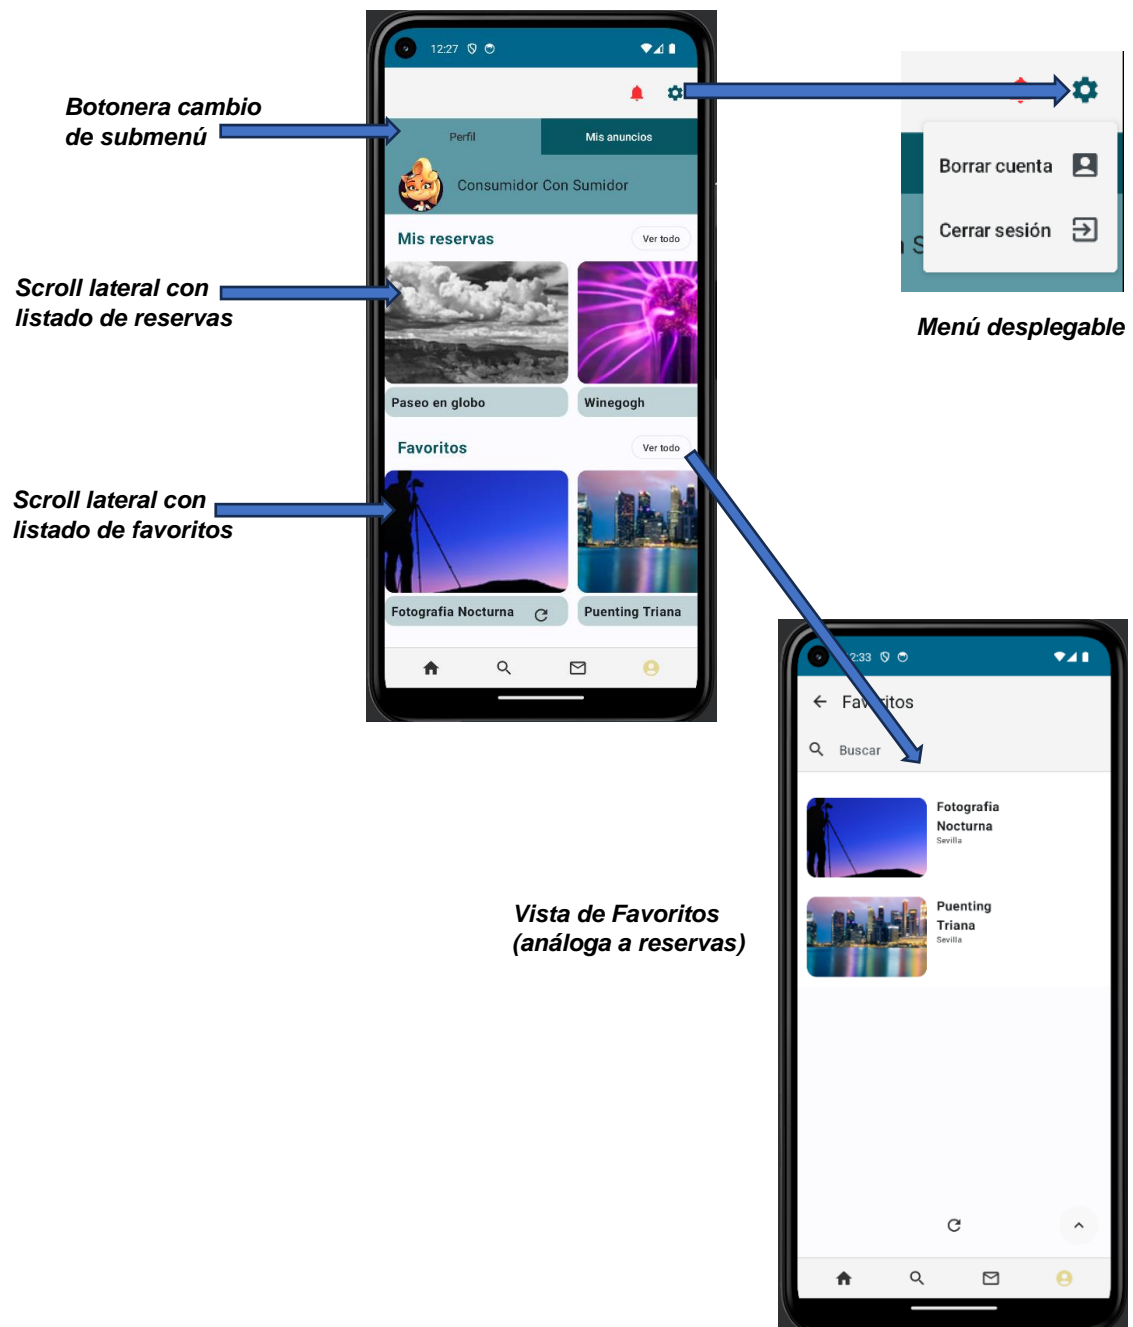 12:27
Botonera cambio
de submenú
Perfil
Mis anuncios
Consumidor Con Sumidor
Mis reservas
Ver todo
Scroll lateral con
listado de reservas
Paseo en globo
Winegogh
Favoritos
Ver todo
Scroll lateral con
listado de favoritos
Fotografia Nocturna
Puenting Triana
Borrar cuenta
Cerrar sesión
n S
Menú desplegable
2:33
Favoritos
Buscar
Fotografia
Nocturna
Sevilla
Puenting
Triana
Sevilla
Vista de Favoritos
(análoga a reservas)